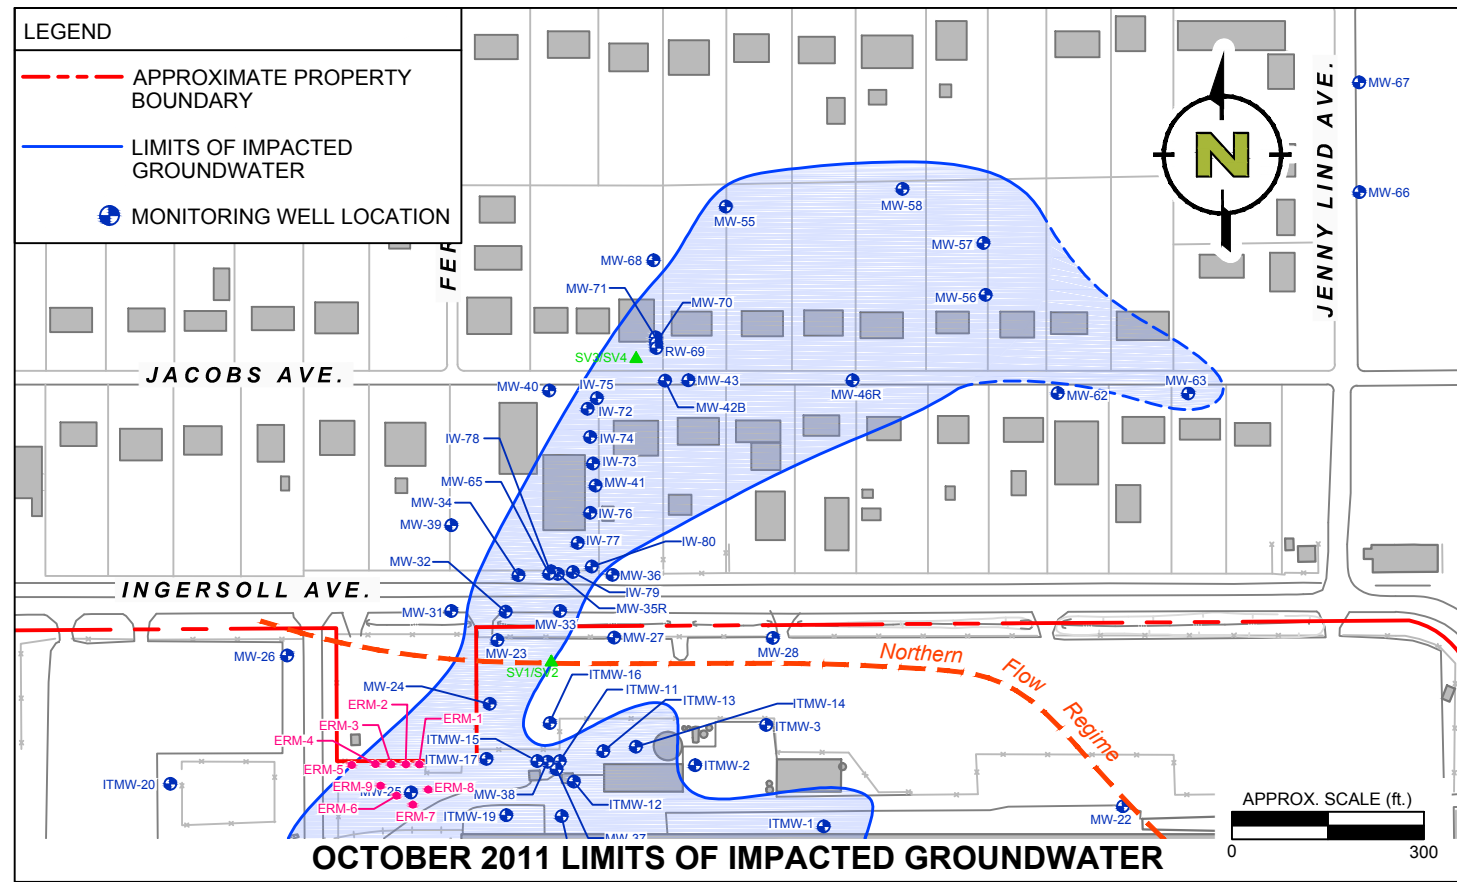 LEGEND
APPROXIMATE PROPERTY
BOUNDARY
LIMITS OF IMPACTED
GROUNDWATER
MONITORING WELL LOCATION
FER
JENNY LIND AVE.
N
MW-67
MW-66
MW-58
MW-55
MW-57
MW-68
MW-71
MW-70
MW-56
RW-69
SV3/SV4
JACOBS AVE.
MW-40
IW-75
MW-43
MW-46R
MW-63
MW-62
IW-72
MW-42B
IW-78
IW-74
MW-65
IW-73
MW-34
MW-41
MW-39
IW-76
IW-77
IW-80
MW-32
MW-36
INGERSOLL AVE.
IW-79
MW-31
MW-35R
MW-33
MW-27
MW-28
MW-23
MW-26
Northern
Flow
Regime
SV1/SV2
ITMW-16
MW-24
ITMW-11
ITMW-13
ITMW-14
ERM-2
ERM-3
ERM-1
ERM-4
ITMW-15
ITMW-3
ERM-5
ITMW-17
ITMW-2
ITMW-20
ERM-9
MW-25
ERM-8
MW-38
ERM-6
ITMW-12
ERM-7
ITMW-19
ITMW-1
MW-22
MW-37
APPROX. SCALE (ft.)
0 300
OCTOBER 2011 LIMITS OF IMPACTED GROUNDWATER